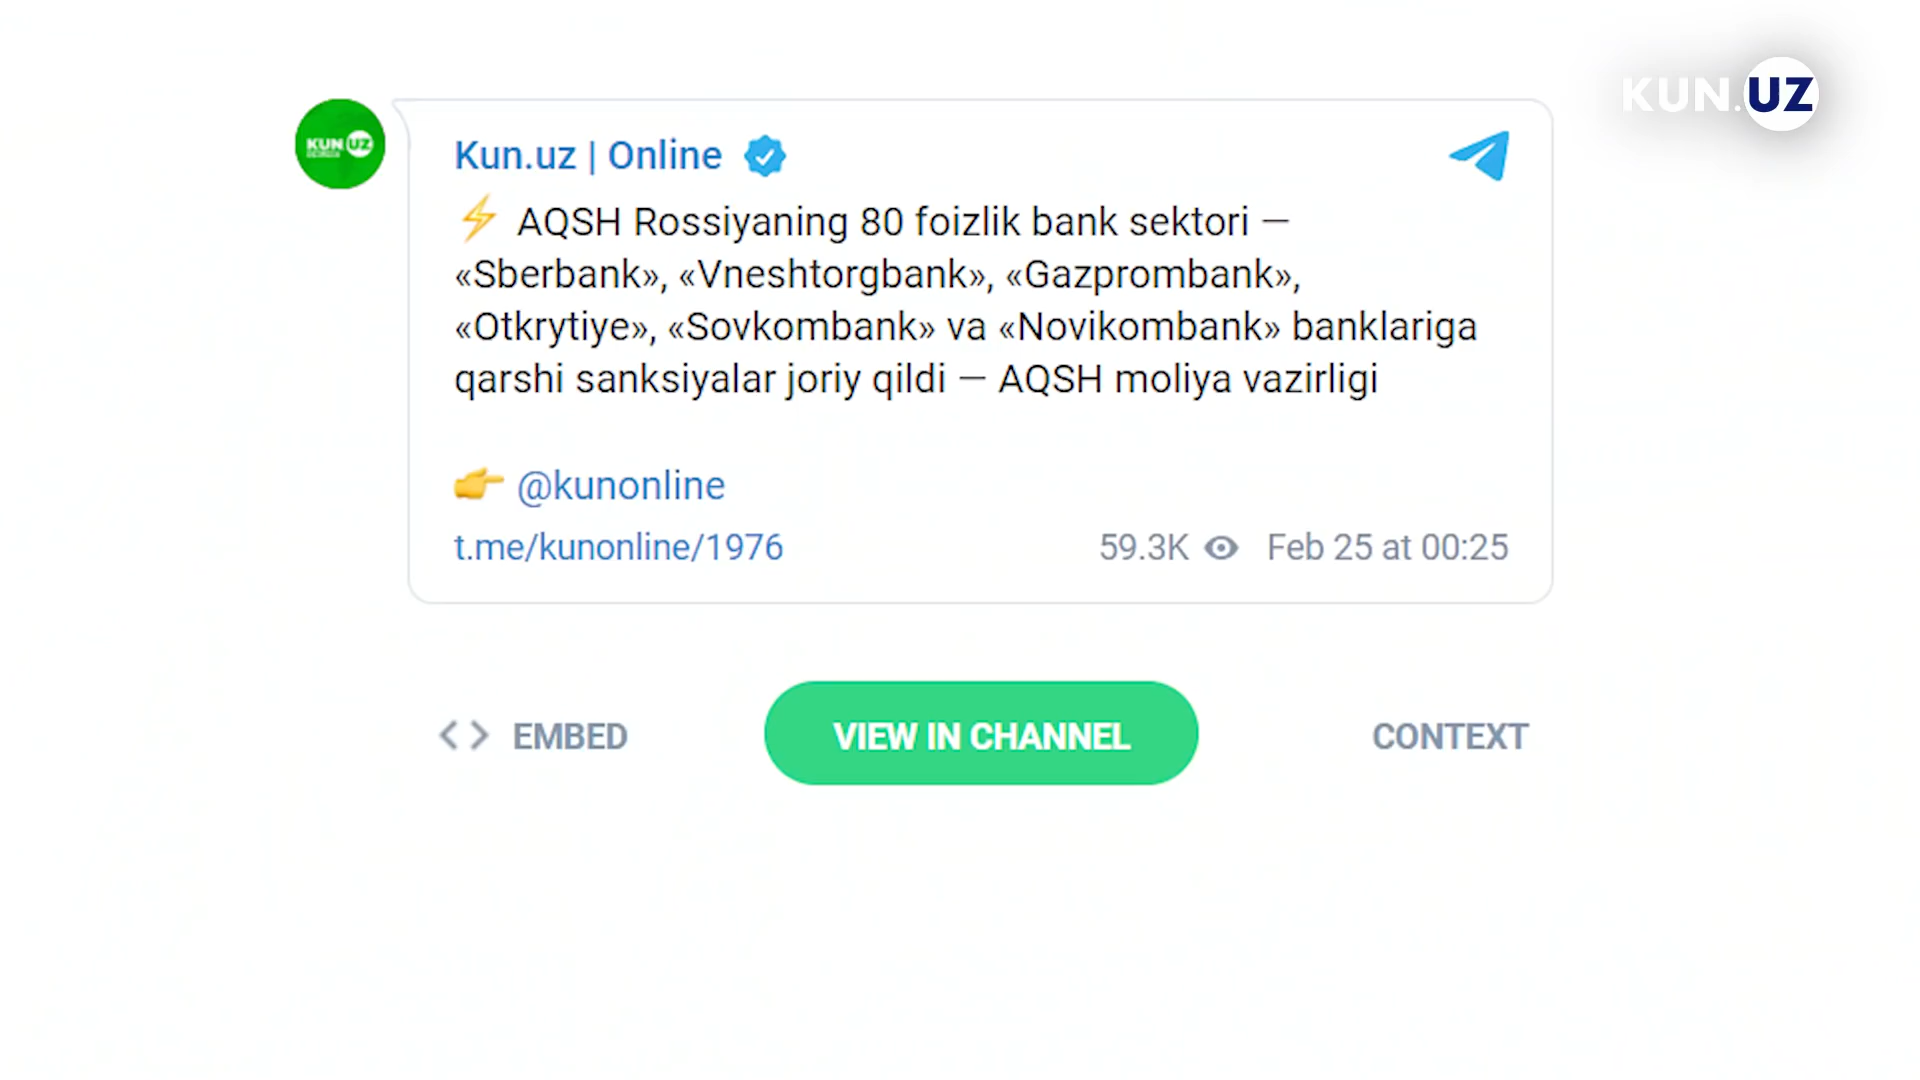 KUN.UZ
KUN UZ
Kun.uz | Online
⚡ AQSH Rossiyaning 80 foizlik bank sektori —
«Sberbank», «Vneshtorgbank», «Gazprombank»,
«Otkrytiye», «Sovkombank» va «Novikombank» banklariga
qarshi sanksiyalar joriy qildi — AQSH moliya vazirligi
👉 @kunonline
t.me/kunonline/1976 59.3K Feb 25 at 00:25
EMBED VIEW IN CHANNEL CONTEXT